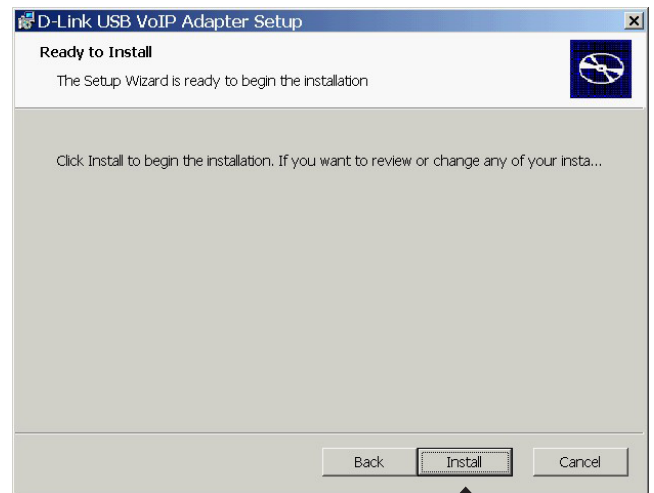 D-Link USB VoIP Adapter Setup
Ready to Install
The Setup Wizard is ready to begin the installation
Click Install to begin the installation. If you want to review or change any of your insta...
Back Install Cancel